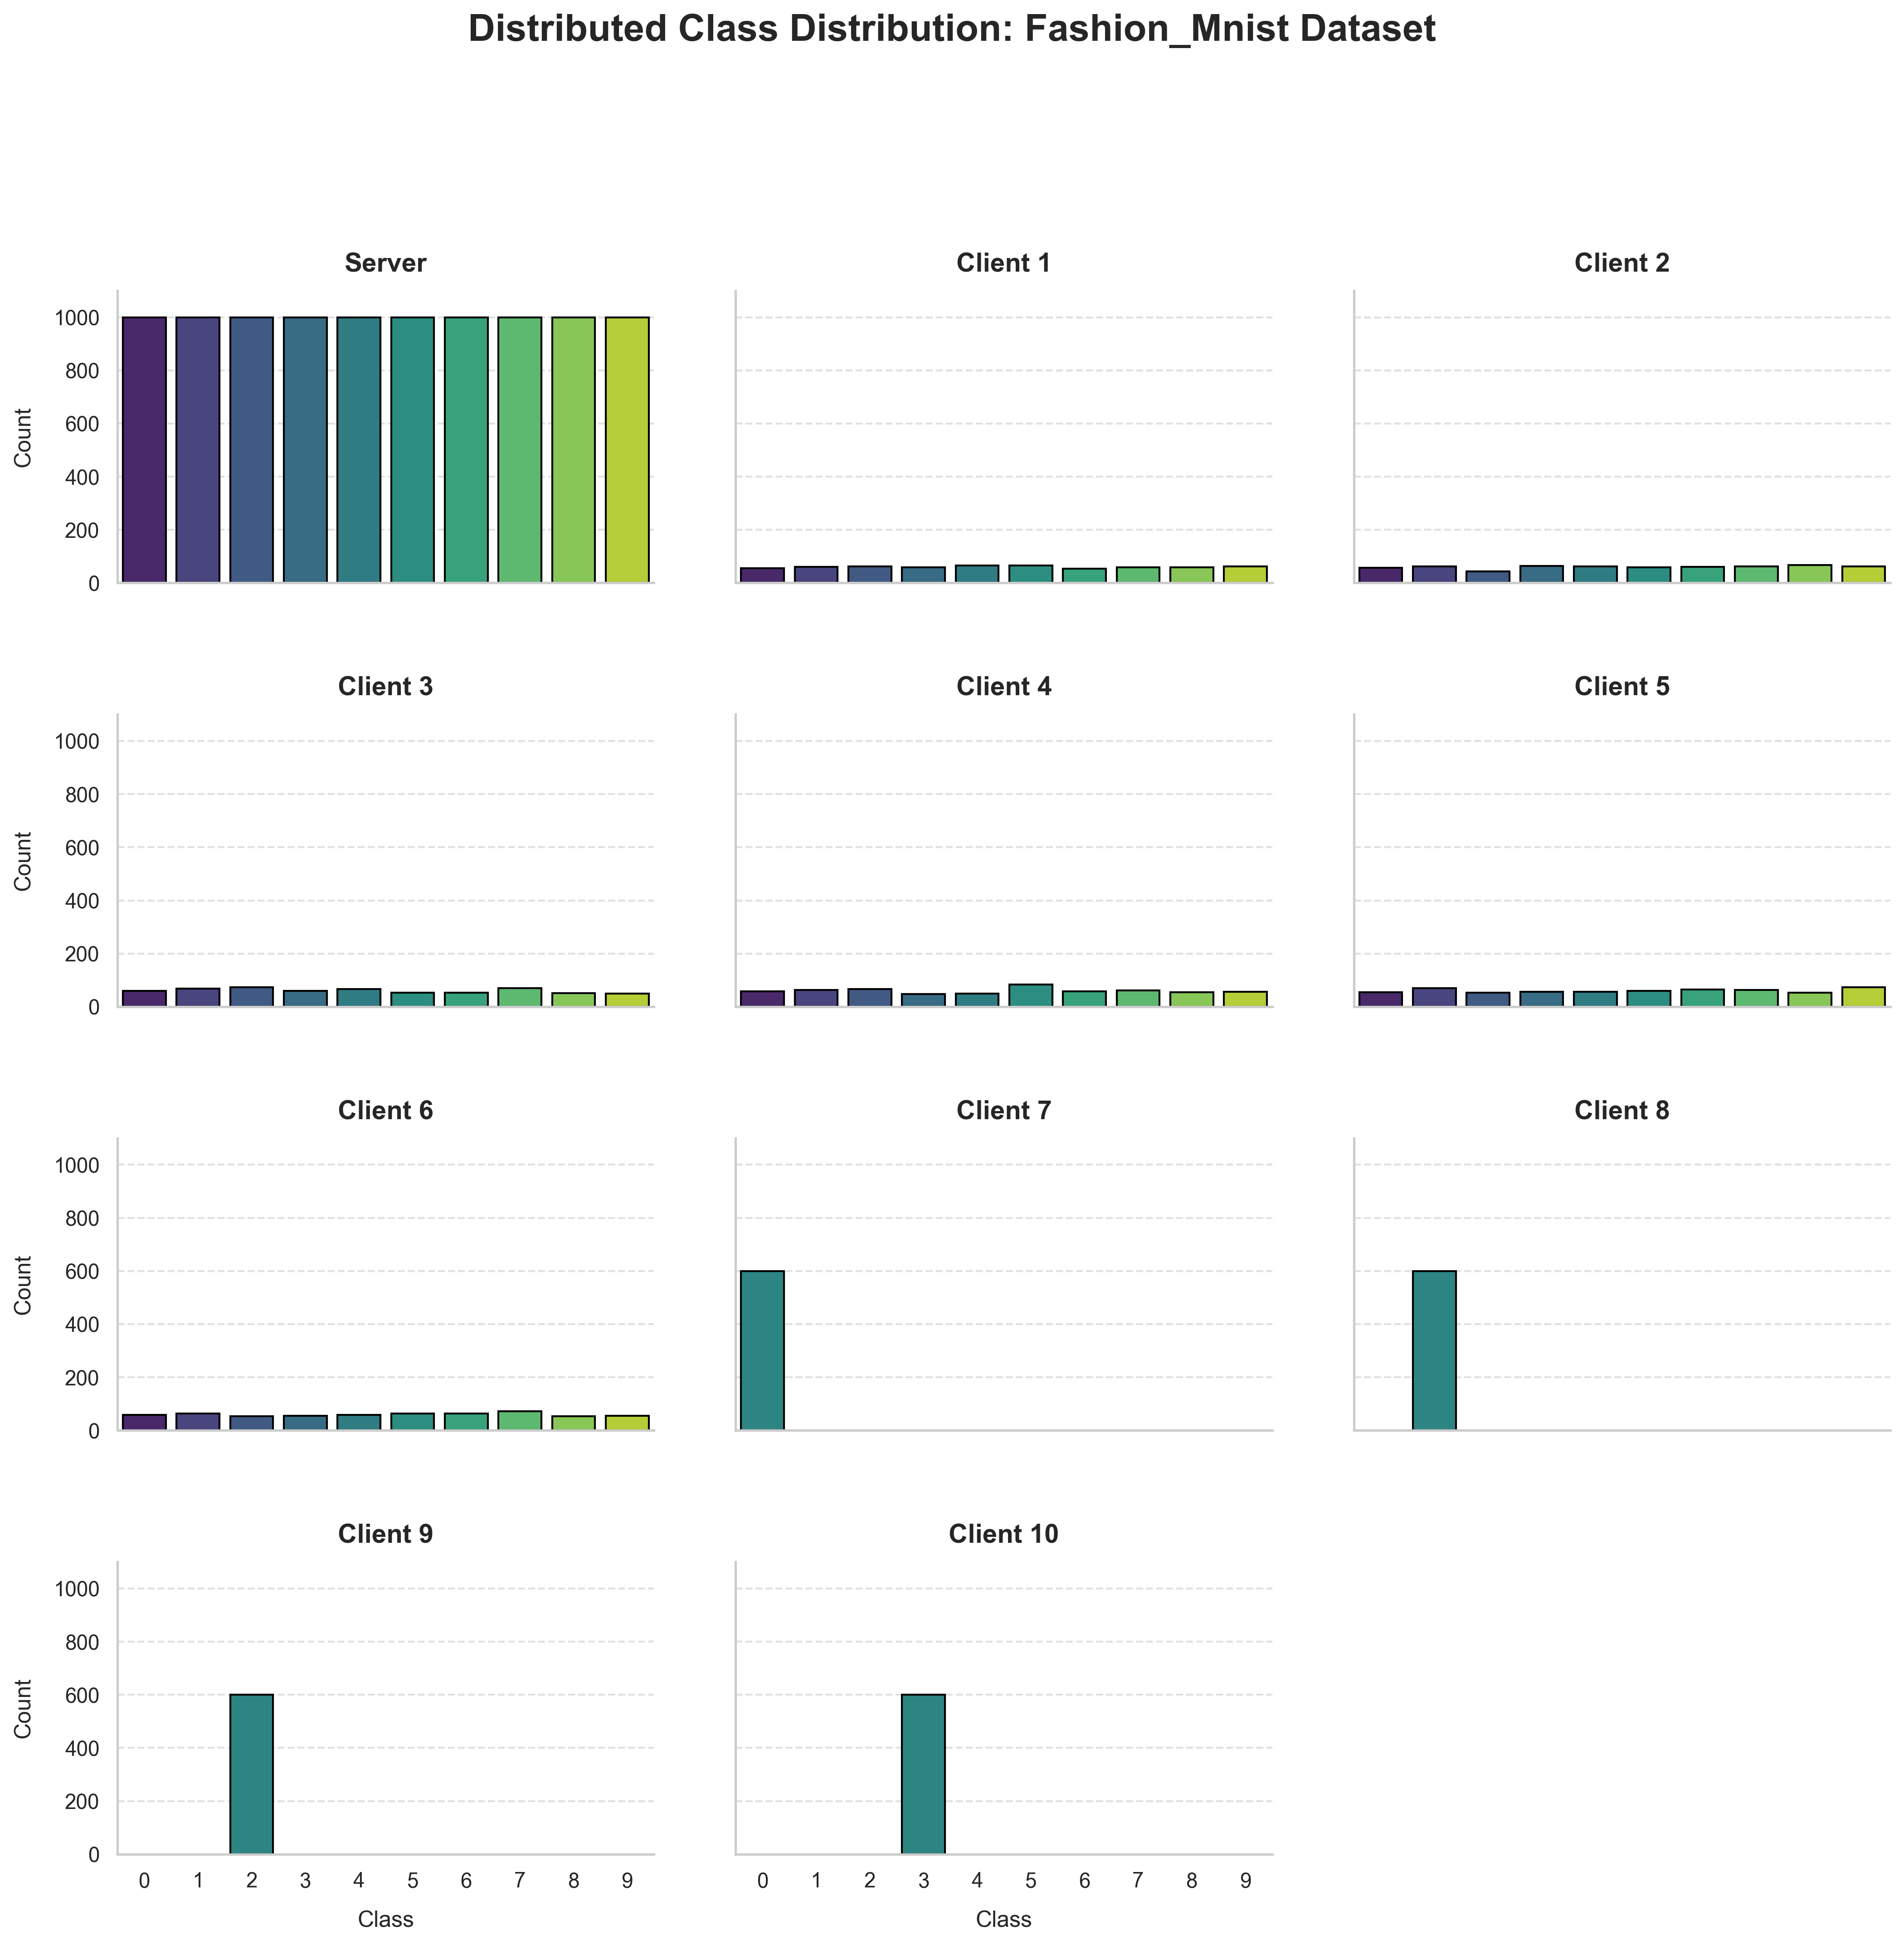 Distributed Class Distribution: Fashion_Mnist Dataset
Server
Client 1
Client 2
1000
800
600
400
200
0
Count
Client 3
Client 4
Client 5
1000
800
600
400
200
0
Count
Client 6
Client 7
Client 8
1000
800
600
400
200
0
Count
Client 9
Client 10
1000
800
600
400
200
0
Count
0 1 2 3 4 5 6 7 8 9
0 1 2 3 4 5 6 7 8 9
Class
Class